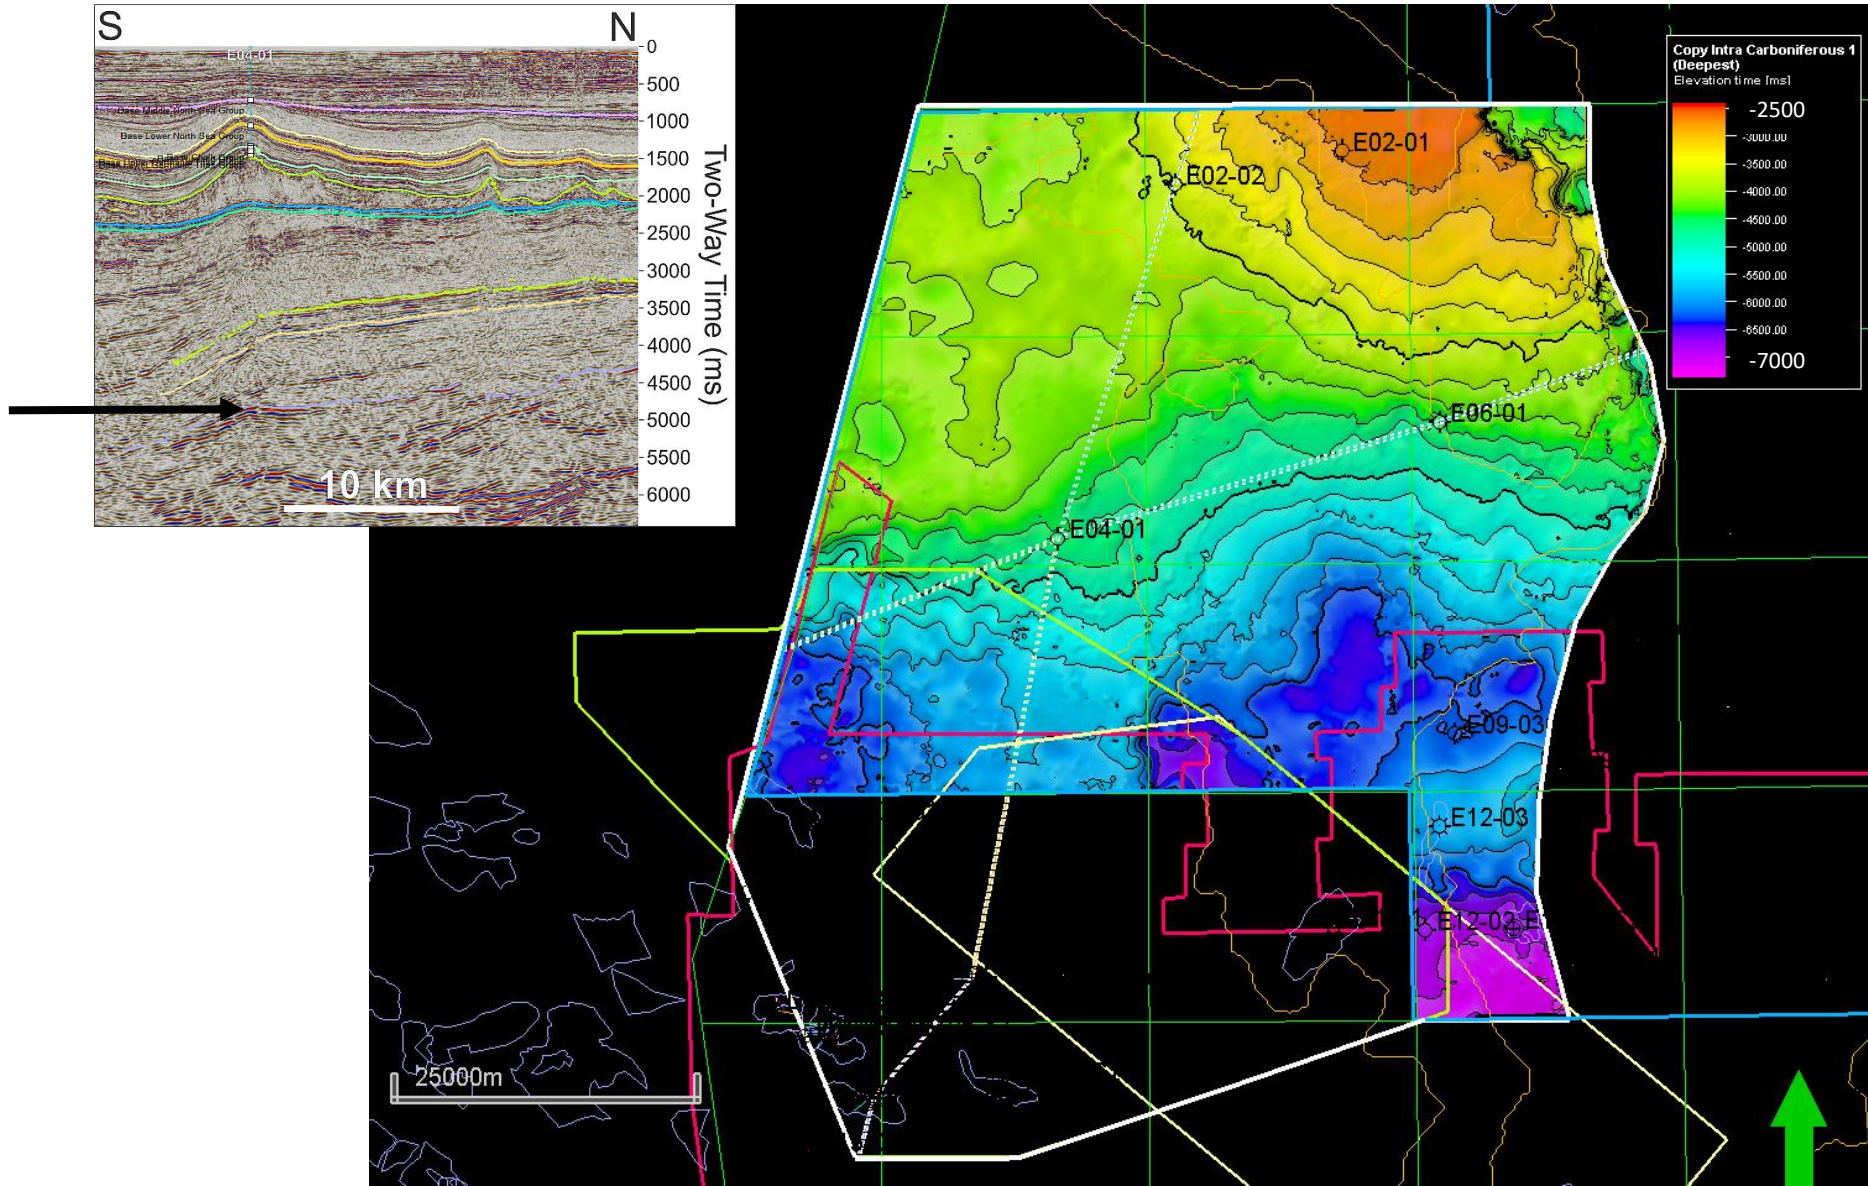 S
N
E04-01
0
500
1000
1500
2000
2500
3000
3500
4000
4500
5000
5500
6000
Two-Way Time (ms)
Base Middle North Sea Group
Base Lower North Sea Group
10 km
Copy Intra Carboniferous 1
(Deepest)
Elevation time [ms]
-2500
-3000.00
-3500.00
-4000.00
-4500.00
-5000.00
-5500.00
-6000.00
-6500.00
-7000
E02-01
E02-02
E06-01
E04-01
E09-03
E12-03
E12-02
E
25000m